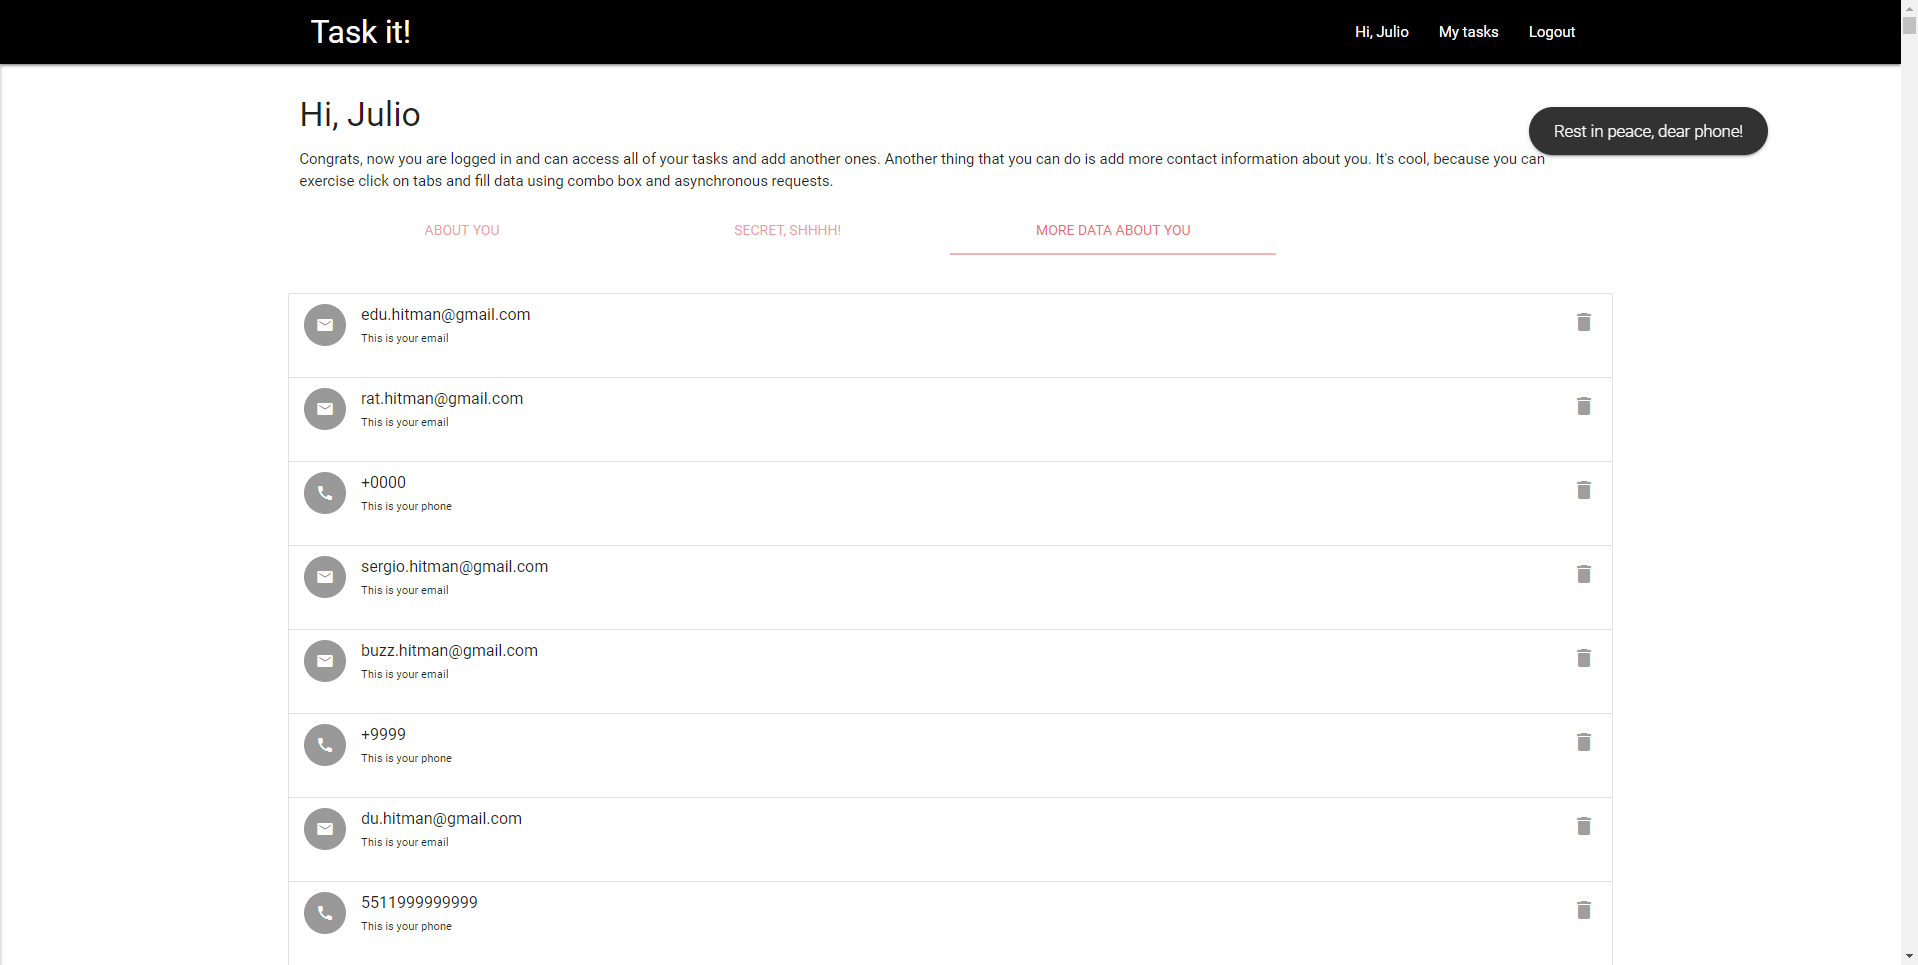 Task it!
Hi, Julio
My tasks
Logout
Hi, Julio
Rest in peace, dear phone!
Congrats, now you are logged in and can access all of your tasks and add another ones. Another thing that you can do is add more contact information about you. It's cool, because you can
exercise click on tabs and fill data using combo box and asynchronous requests.
ABOUT YOU
SECRET, SHHHH!
MORE DATA ABOUT YOU
edu.hitman@gmail.com
This is your email
rat.hitman@gmail.com
This is your email
+0000
This is your phone
sergio.hitman@gmail.com
This is your email
buzz.hitman@gmail.com
This is your email
+9999
This is your phone
du.hitman@gmail.com
This is your email
5511999999999
This is your phone